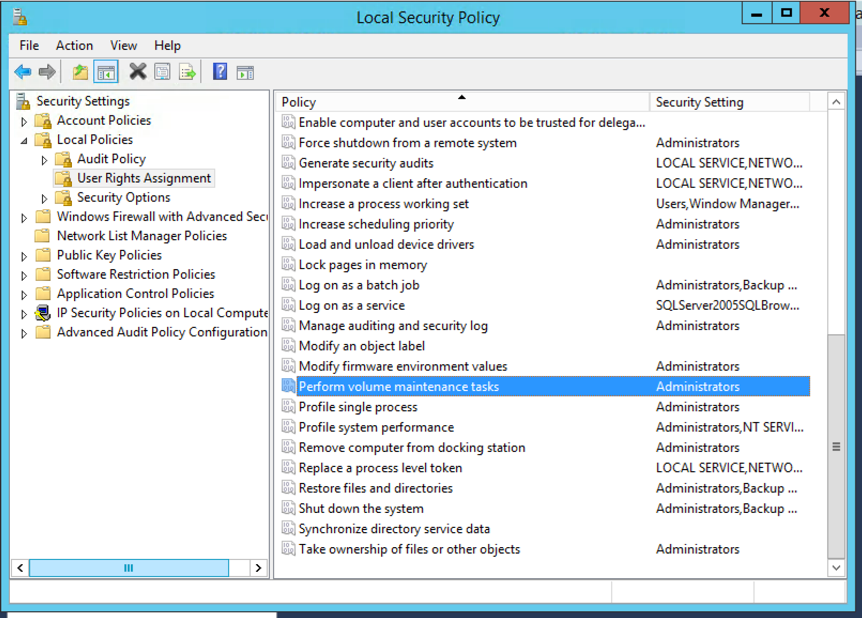 Local Security Policy
File Action View Help
Security Settings
Account Policies
Local Policies
Audit Policy
User Rights Assignment
Security Options
Windows Firewall with Advanced Secu
Network List Manager Policies
Public Key Policies
Software Restriction Policies
Application Control Policies
IP Security Policies on Local Compute
Advanced Audit Policy Configuration
Policy Security Setting
Enable computer and user accounts to be trusted for delega...
Force shutdown from a remote system Administrators
Generate security audits LOCAL SERVICE,NETWO...
Impersonate a client after authentication LOCAL SERVICE,NETWO...
Increase a process working set Users,Window Manager...
Increase scheduling priority Administrators
Load and unload device drivers Administrators
Lock pages in memory
Log on as a batch job Administrators,Backup ...
Log on as a service SQLServer2005SQLBrow...
Manage auditing and security log Administrators
Modify an object label
Modify firmware environment values Administrators
Perform volume maintenance tasks Administrators
Profile single process Administrators
Profile system performance Administrators,NT SERVI...
Remove computer from docking station Administrators
Replace a process level token LOCAL SERVICE,NETWO...
Restore files and directories Administrators,Backup ...
Shut down the system Administrators,Backup ...
Synchronize directory service data
Take ownership of files or other objects Administrators